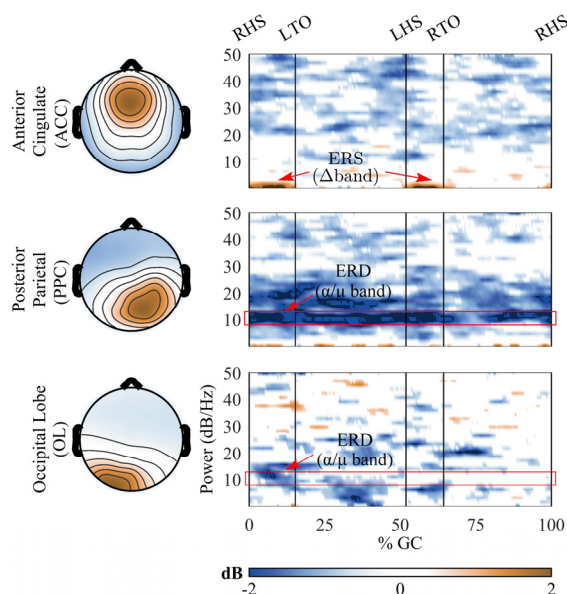 RHS LTO LHS RTO RHS
Anterior
Cingulate
(ACC)
50
40
30
20
10
ERS
(Δband)
Posterior
Parietal
(PPC)
50
40
30
20
10
ERD
(α/μ band)
Occipital Lobe
(OL)
Power (dB/Hz)
50
40
30
20
10
ERD
(α/μ band)
0 25 50 75 100
% GC
dB
-2 0 2